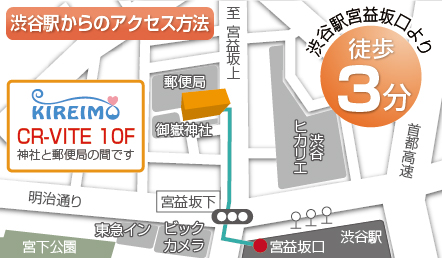 渋谷駅からのアクセス方法
至宮益坂上
渋谷駅宮益坂口より
徒歩
3分
郵便局
KIREIMO
CR-VITE 10F
神社と郵便局の間です
御嶽神社
渋谷
ヒカリエ
首都高速
明治通り
宮益坂下
東急イン
ビック
カメラ
宮下公園
宮益坂口
渋谷駅